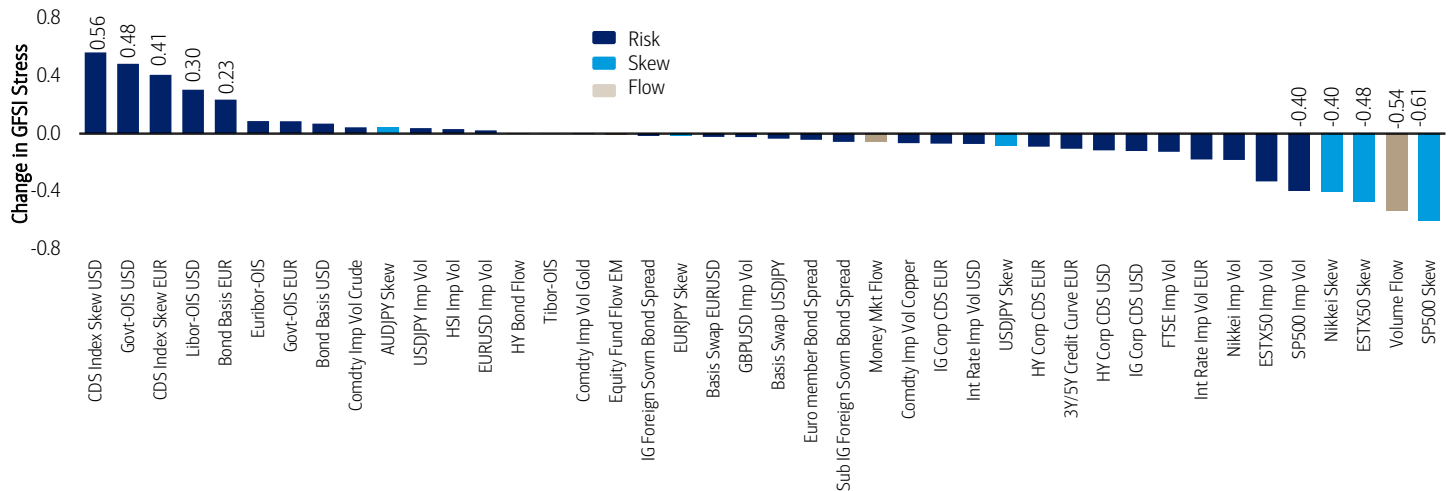 Change in GFSI Stress
0.8
0.4
0.0
-0.4
-0.8
Risk
Skew
Flow
0.56
0.48
0.41
0.30
0.23
-0.40
-0.40
-0.48
-0.54
-0.61
CDS Index Skew USD
Govt-OIS USD
CDS Index Skew EUR
Libor-OIS USD
Bond Basis EUR
Euribor-OIS
Govt-OIS EUR
Bond Basis USD
Comdty Imp Vol Crude
AUDJPY Skew
USDJPY Imp Vol
HSI Imp Vol
EURUSD Imp Vol
HY Bond Flow
Tibor-OIS
Comdty Imp Vol Gold
Equity Fund Flow EM
IG Foreign Sovrn Bond Spread
EURJPY Skew
Basis Swap EURUSD
GBPUSD Imp Vol
Basis Swap USDJPY
Euro member Bond Spread
Sub IG Foreign Sovrn Bond Spread
Money Mkt Flow
Comdty Imp Vol Copper
IG Corp CDS EUR
Int Rate Imp Vol USD
USDJPY Skew
HY Corp CDS EUR
3Y/5Y Credit Curve EUR
HY Corp CDS USD
IG Corp CDS USD
FTSE Imp Vol
Int Rate Imp Vol EUR
Nikkei Imp Vol
ESTX50 Imp Vol
SP500 Imp Vol
Nikkei Skew
ESTX50 Skew
Volume Flow
SP500 Skew